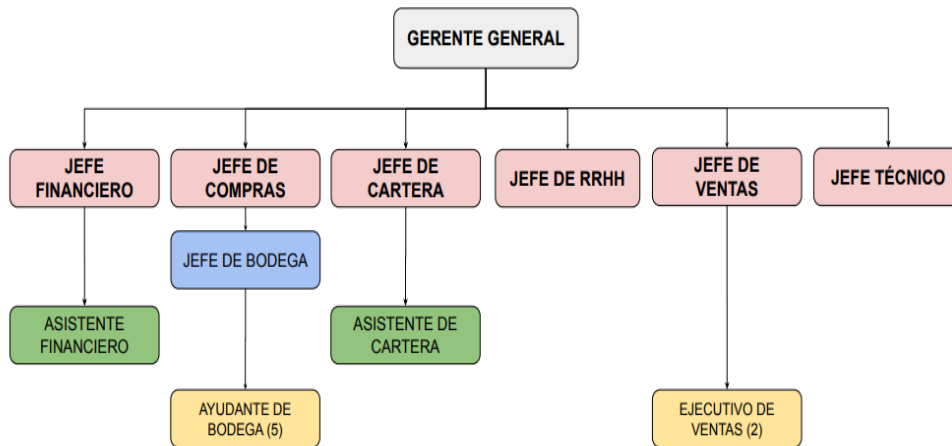 GERENTE GENERAL
JEFE
FINANCIERO
JEFE DE
COMPRAS
JEFE DE
CARTERA
JEFE DE RRHH
JEFE DE
VENTAS
JEFE TÉCNICO
JEFE DE BODEGA
ASISTENTE
FINANCIERO
ASISTENTE DE
CARTERA
AYUDANTE DE
BODEGA (5)
EJECUTIVO DE
VENTAS (2)